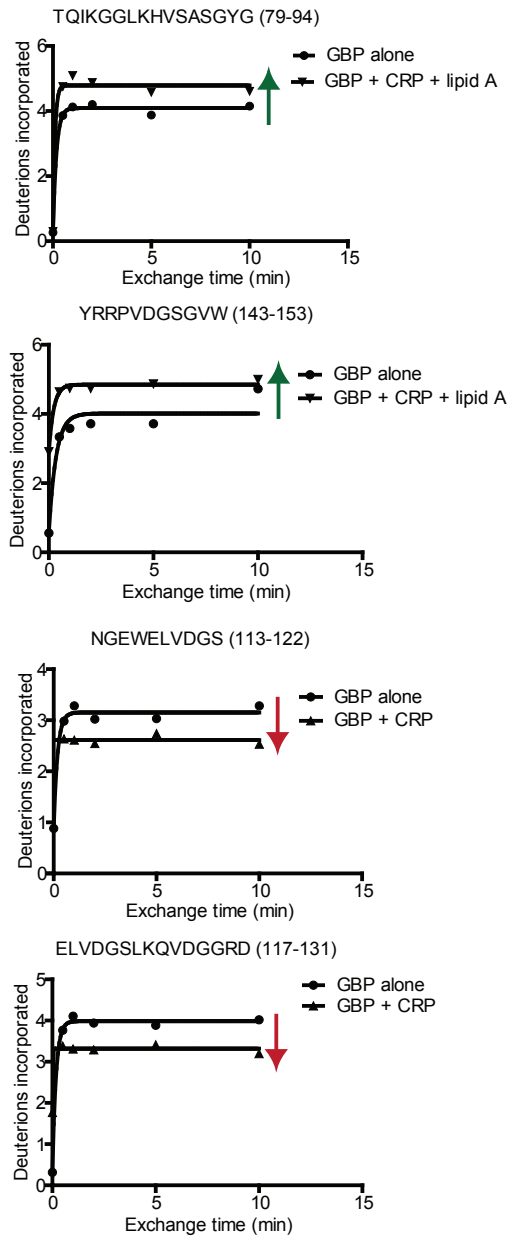 TQIKGGLKHVSASGYG (79-94)
Deuterions incorporated
6
4
2
0
0
5
10
15
Exchange time (min)
GBP alone
GBP + CRP + lipid A
YRRPVDGSGVW (143-153)
Deuterions incorporated
6
4
2
0
0
5
10
15
Exchange time (min)
GBP alone
GBP + CRP + lipid A
NGEWELVDGS (113-122)
Deuterions incorporated
4
3
2
1
0
0
5
10
15
Exchange time (min)
GBP alone
GBP + CRP
ELVDGSLKQVDGGRD (117-131)
Deuterions incorporated
5
4
3
2
1
0
0
5
10
15
Exchange time (min)
GBP alone
GBP + CRP